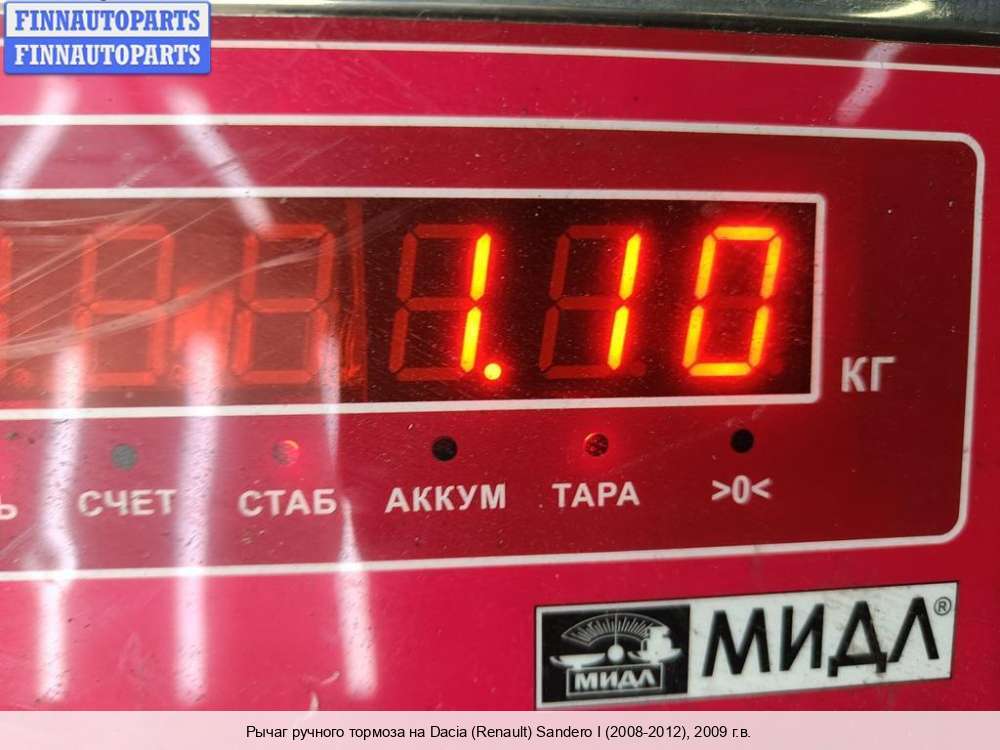 FINNAUTOPARTS
FINNAUTOPARTS
1.10
КГ
СЧЕТ СТАБ АККУМ ТАРА >0<
МИДЛ МИДЛ®
Рычаг ручного тормоза на Dacia (Renault) Sandero I (2008-2012), 2009 г.в.